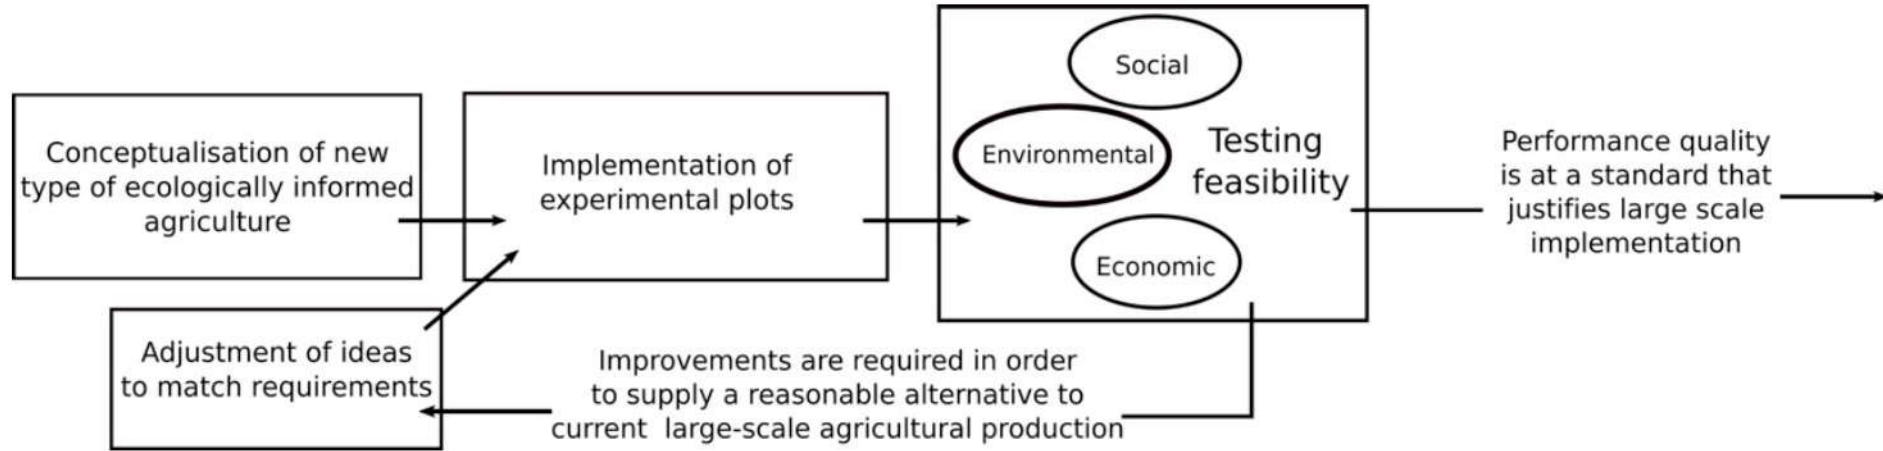 Conceptualisation of new
type of ecologically informed
agriculture
Implementation of
experimental plots
Social
Environmental
Economic
Testing
feasibility
Performance quality
is at a standard that
justifies large scale
implementation
Improvements are required in order
to supply a reasonable alternative to
current large-scale agricultural production
Adjustment of ideas
to match requirements